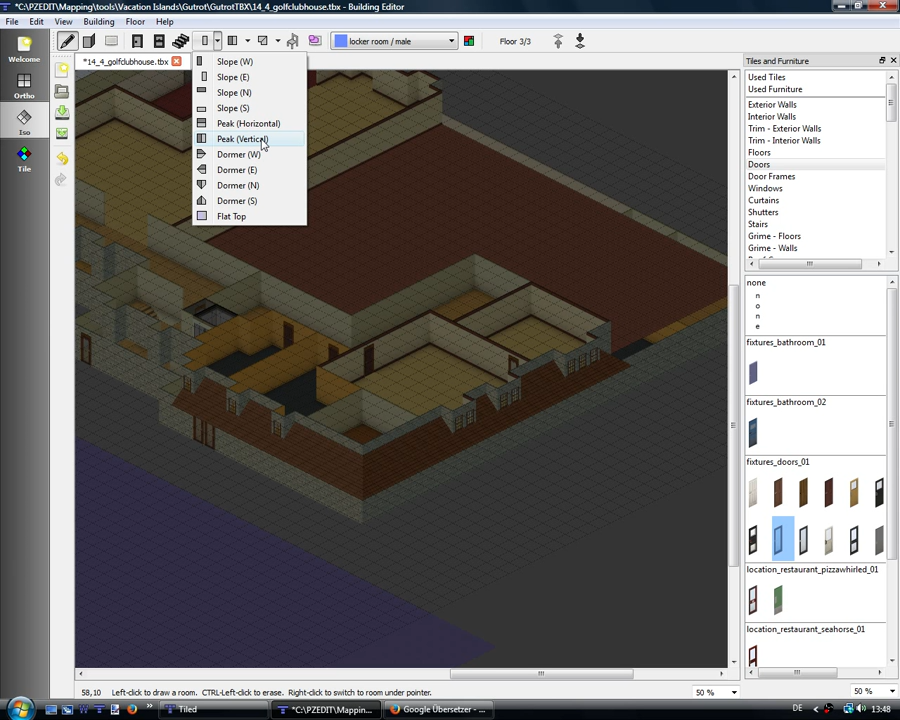 *C:\PZEDIT\Mapping\tools\Vacation Islands\Gutrot\GutrotTBX\14_4_golfclubhouse.tbx - Building Editor
File Edit View Building Floor Help
Welcome
Ortho
Iso
Tile
locker room / male
Floor 3/3
*14_4_golfclubhouse.tbx
Slope (W)
Slope (E)
Slope (N)
Slope (S)
Peak (Horizontal)
Peak (Vertical)
Dormer (W)
Dormer (E)
Dormer (N)
Dormer (S)
Flat Top
Tiles and Furniture
Used Tiles
Used Furniture
Exterior Walls
Interior Walls
Trim - Exterior Walls
Trim - Interior Walls
Floors
Doors
Door Frames
Windows
Curtains
Shutters
Stairs
Grime - Floors
Grime - Walls
none
n
o
n
e
fixtures_bathroom_01
fixtures_bathroom_02
fixtures_doors_01
location_restaurant_pizzawhirled_01
location_restaurant_seahorse_01
58,10 Left-click to draw a room. CTRL-Left-click to erase. Right-click to switch to room under pointer.
50 %
50 %
Tiled
*C:\PZEDIT\Mappin...
Google Übersetzer - ...
DE
13:48